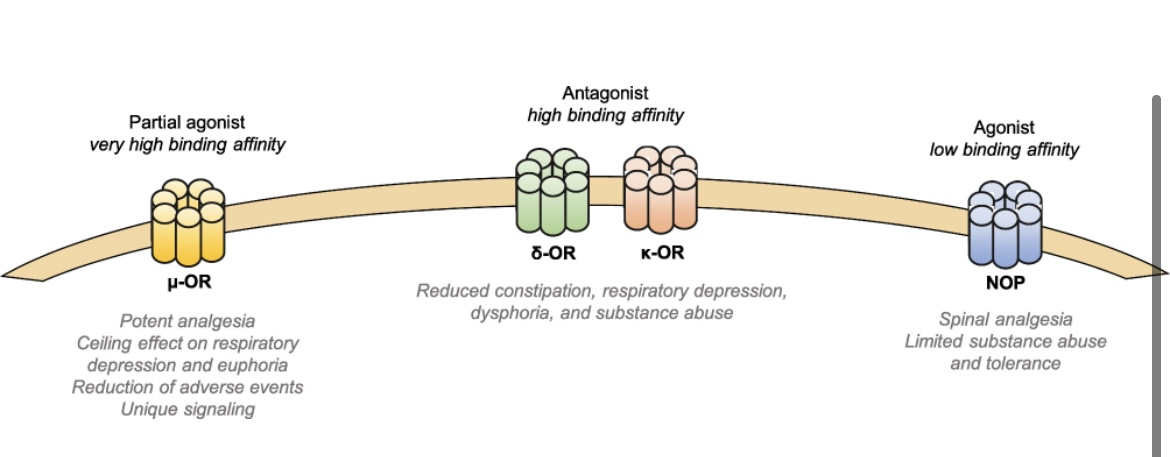 Partial agonist
very high binding affinity
μ-OR
Potent analgesia
Ceiling effect on respiratory
depression and euphoria
Reduction of adverse events
Unique signaling
Antagonist
high binding affinity
δ-OR
κ-OR
Reduced constipation, respiratory depression,
dysphoria, and substance abuse
Agonist
low binding affinity
NOP
Spinal analgesia
Limited substance abuse
and tolerance